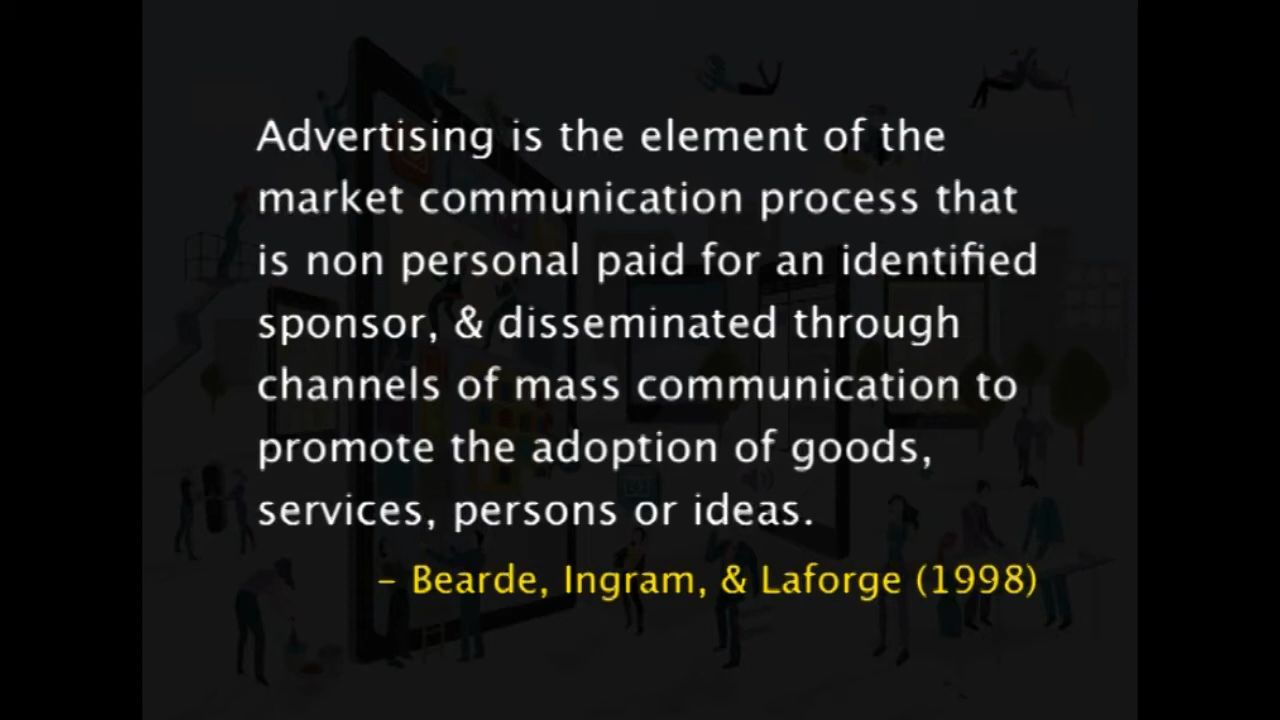 Advertising is the element of the
market communication process that
is non personal paid for an identified
sponsor, & disseminated through
channels of mass communication to
promote the adoption of goods,
services, persons or ideas.
– Bearde, Ingram, & Laforge (1998)